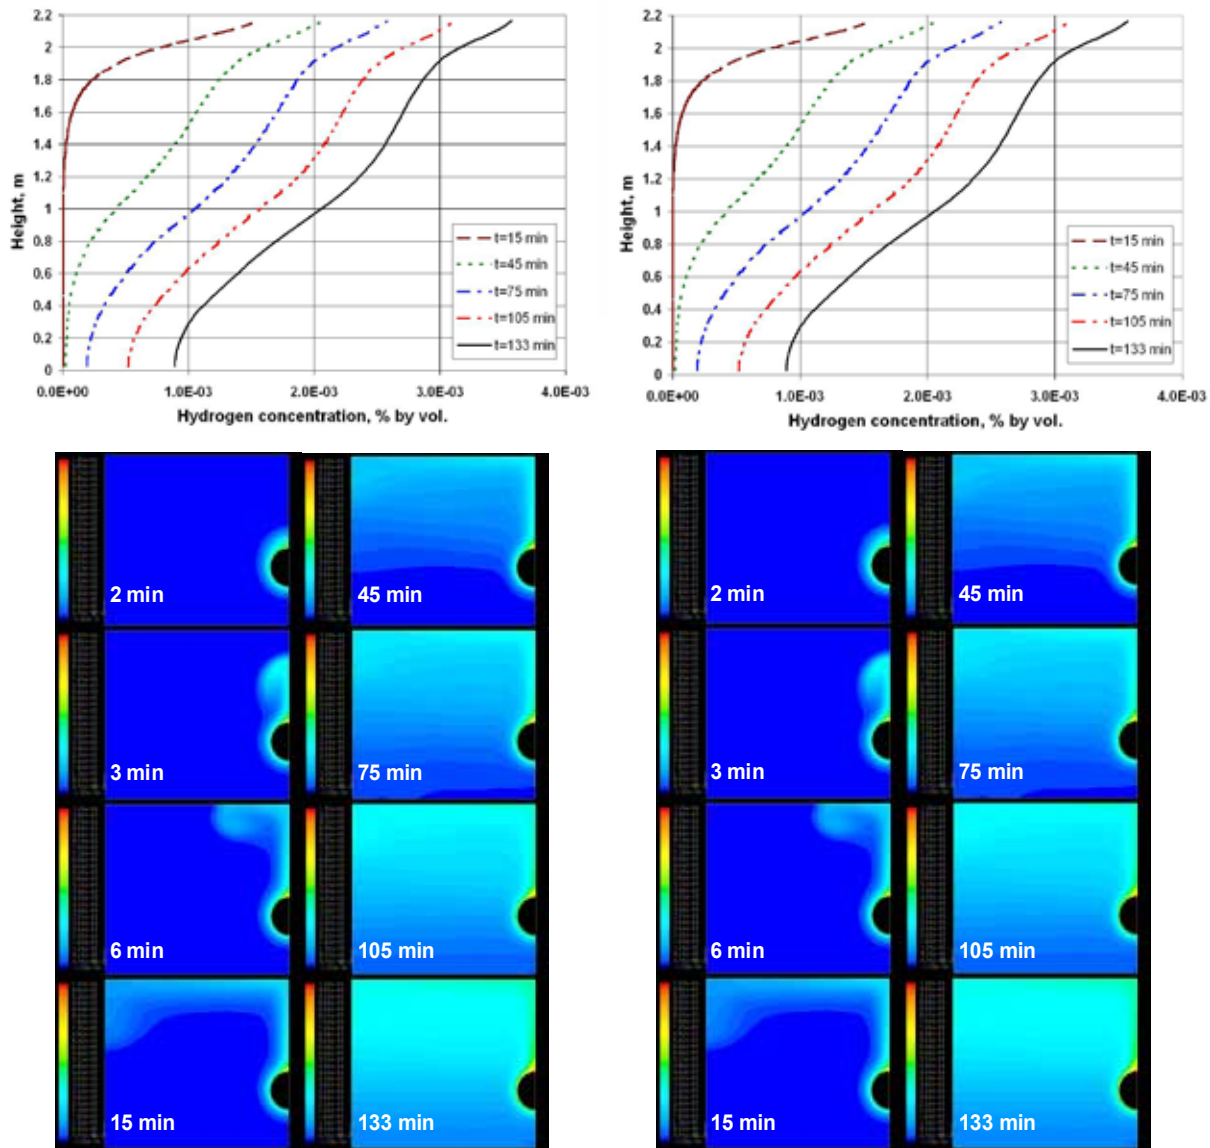 2.2
2
1.8
1.6
1.4
1.2
1
0.8
0.6
0.4
0.2
0
Height, m
t=15 min
t=45 min
t=75 min
t=105 min
t=133 min
0.0E+00 1.0E-03 2.0E-03 3.0E-03 4.0E-03
Hydrogen concentration, % by vol.
2.2
2
1.8
1.6
1.4
1.2
1
0.8
0.6
0.4
0.2
0
Height, m
t=15 min
t=45 min
t=75 min
t=105 min
t=133 min
0.0E+00 1.0E-03 2.0E-03 3.0E-03 4.0E-03
Hydrogen concentration, % by vol.
2 min 45 min
3 min 75 min
6 min 105 min
15 min 133 min
2 min 45 min
3 min 75 min
6 min 105 min
15 min 133 min